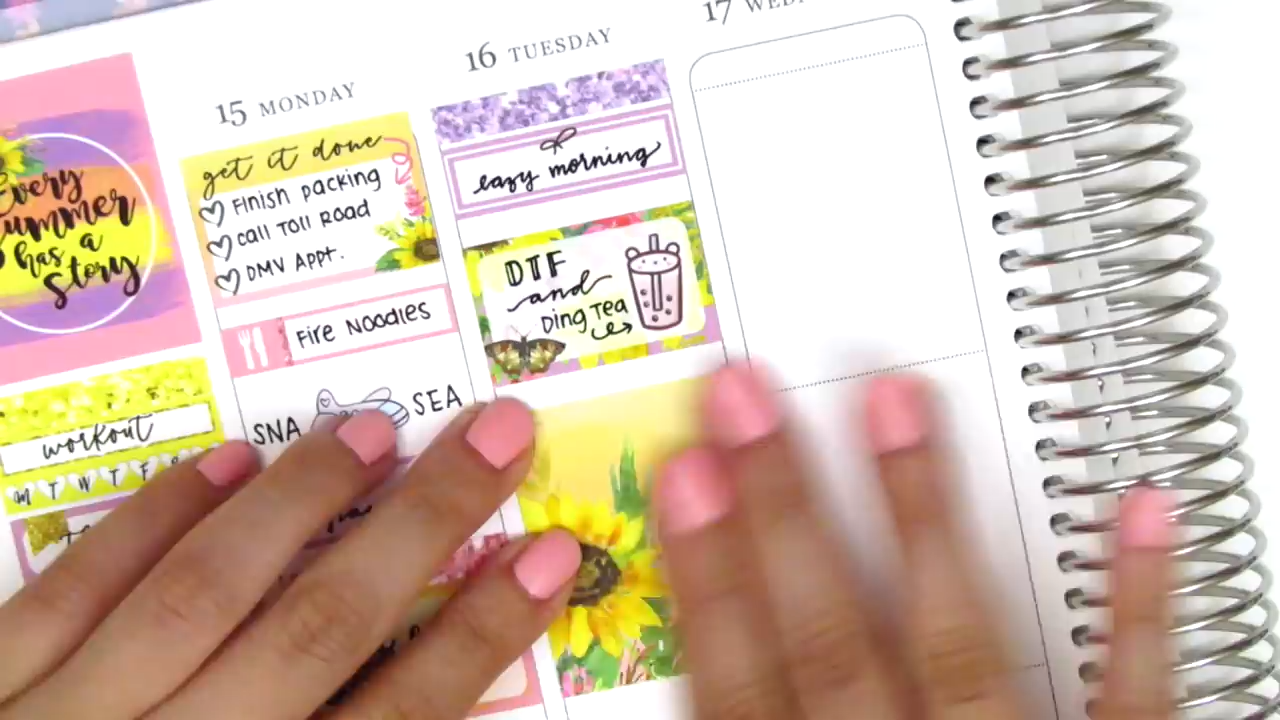 Every
Summer
has a
Story
workout
M T W T F S
15 MONDAY
get it done
Finish packing
call Toll Road
DMV Appt.
Fire Noodles
SNA SEA
16 TUESDAY
easy morning
DTF
and
Ding Tea
17